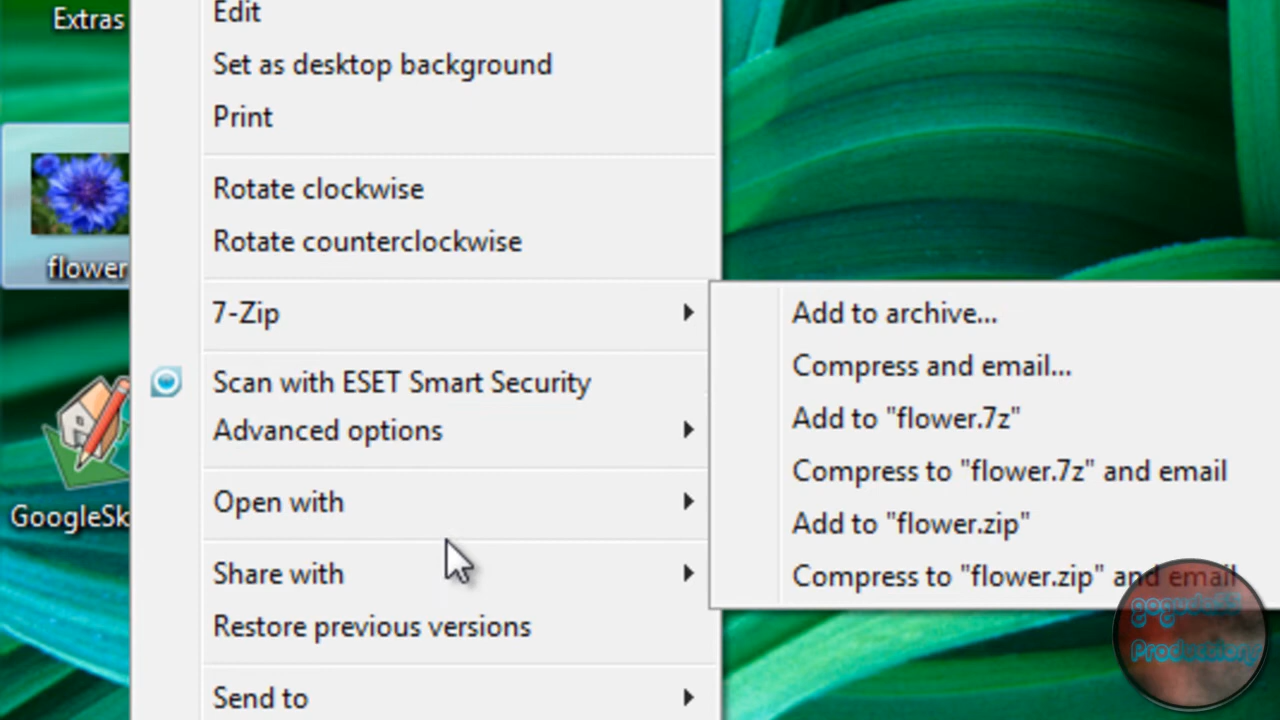 Extras
Edit
Set as desktop background
Print
Rotate clockwise
Rotate counterclockwise
flower
7-Zip
Add to archive...
Compress and email...
Scan with ESET Smart Security
Advanced options
Add to "flower.7z"
Compress to "flower.7z" and email
Open with
GoogleSk
Add to "flower.zip"
Share with
Compress to "flower.zip" and email
Restore previous versions
Productions
Send to